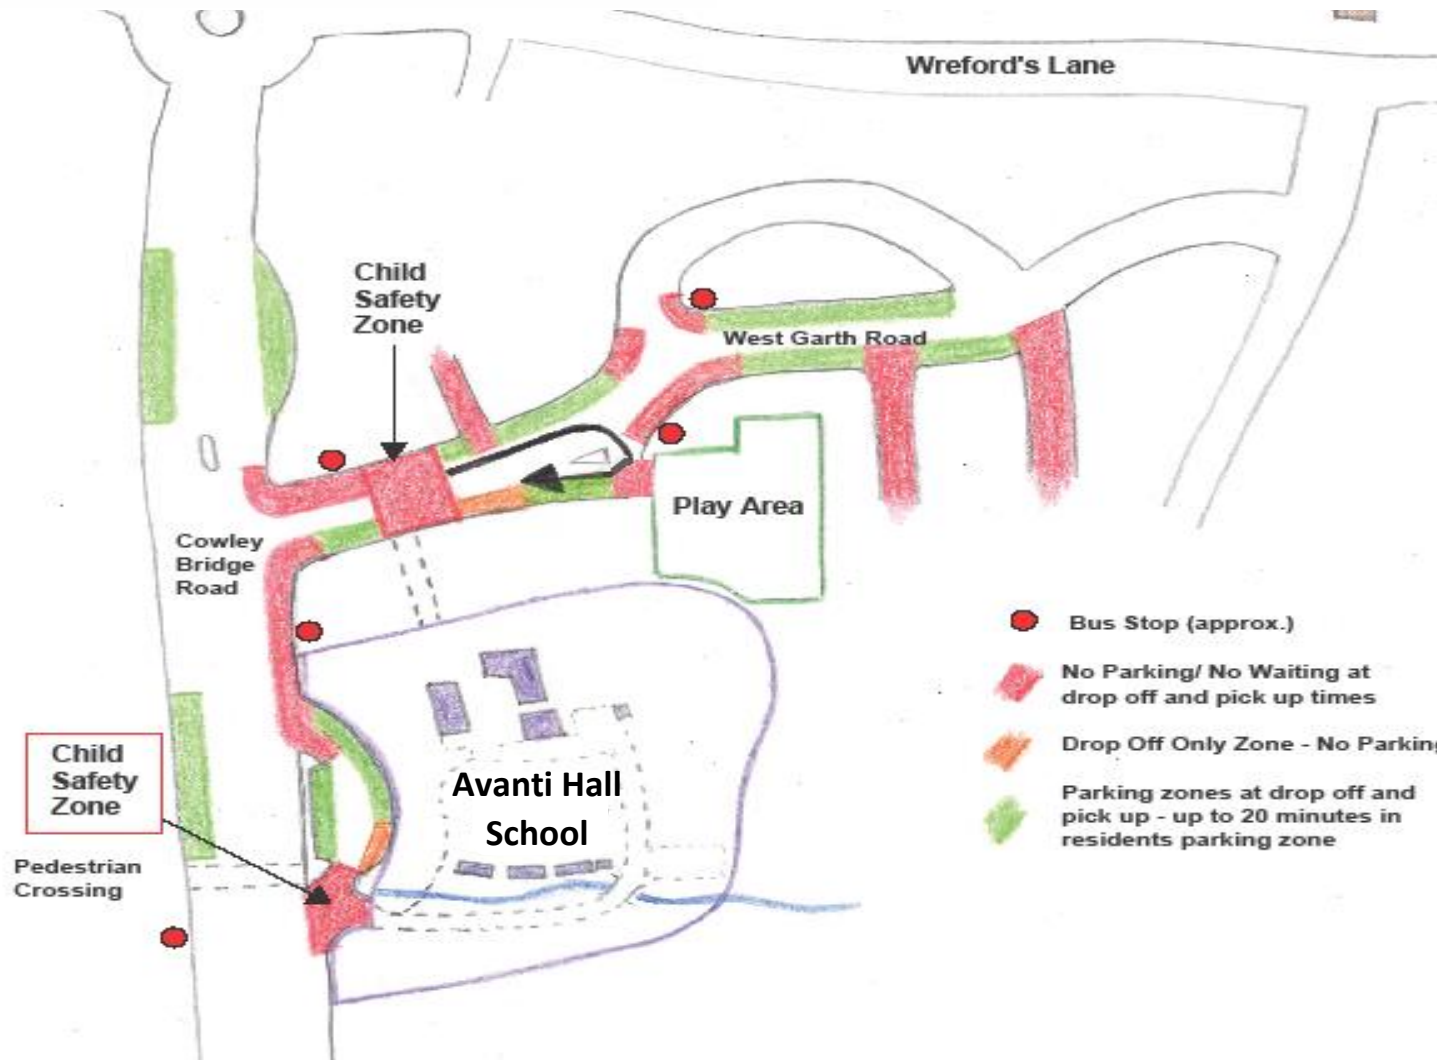 Wreford's Lane
Child
Safety
Zone
West Garth Road
Play Area
Cowley
Bridge
Road
Bus Stop (approx.)
No Parking/ No Waiting at
drop off and pick up times
Drop Off Only Zone - No Parking
Parking zones at drop off and
pick up - up to 20 minutes in
residents parking zone
Child
Safety
Zone
Avanti Hall
School
Pedestrian
Crossing